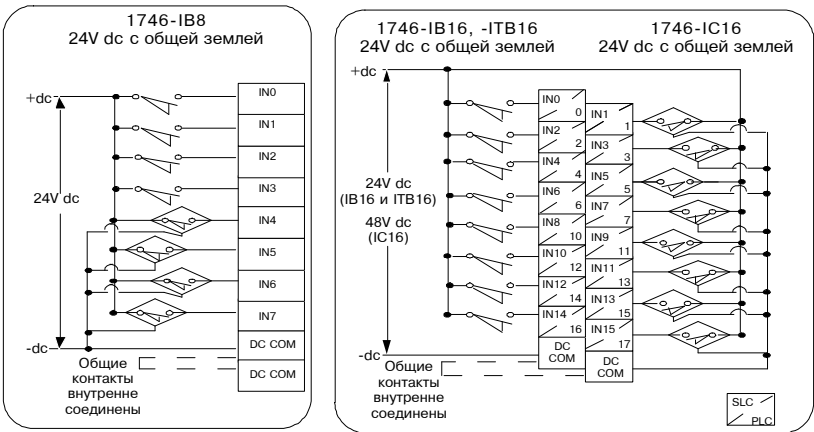 1746-IB8
24V dc с общей землей
+dc
24V dc
-dc
IN0
IN1
IN2
IN3
IN4
IN5
IN6
IN7
DC COM
DC COM
Общие
контакты
внутренне
соединены
1746-IB16, -ITB16
24V dc с общей землей
1746-IC16
24V dc с общей землей
+dc
24V dc
(IB16 и ITB16)
48V dc
(IC16)
-dc
IN0
0
IN2
2
IN4
4
IN6
6
IN8
10
IN10
12
IN12
14
IN14
16
DC
COM
IN1
1
IN3
3
IN5
5
IN7
7
IN9
11
IN11
13
IN13
15
IN15
17
DC
COM
Общие
контакты
внутренне
соединены
SLC
PLC